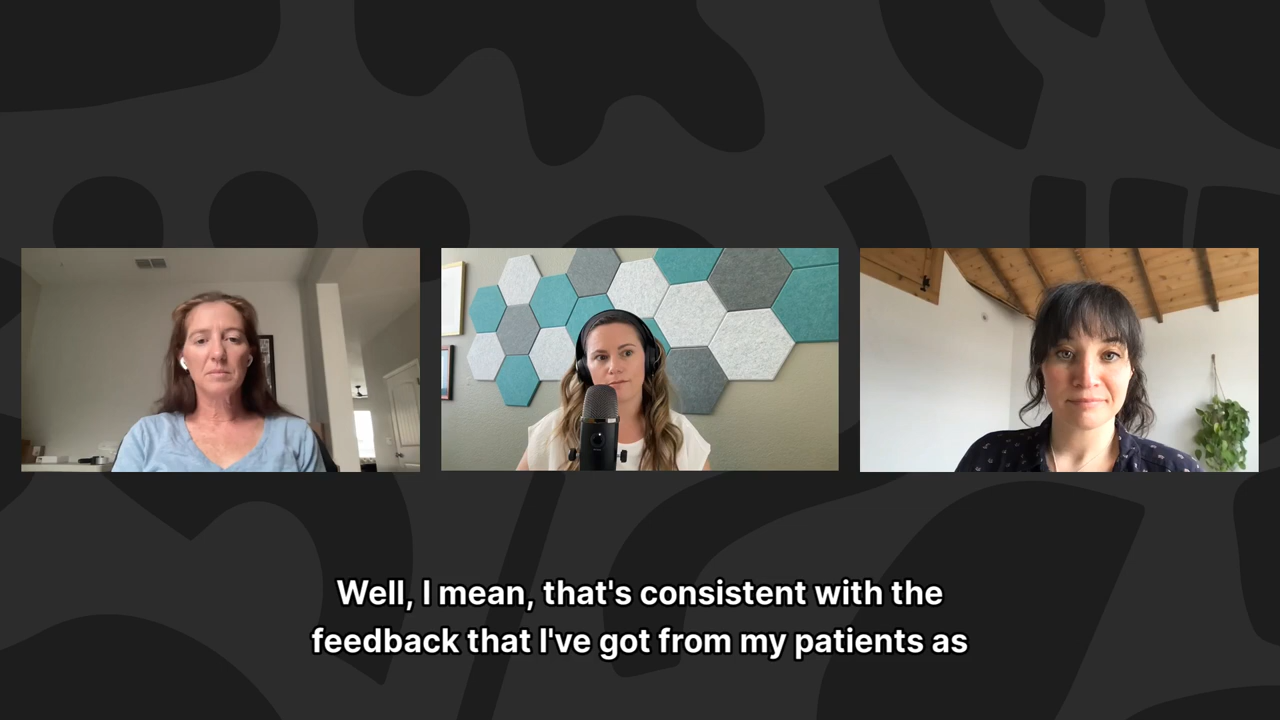 Well, I mean, that's consistent with the
feedback that I've got from my patients as